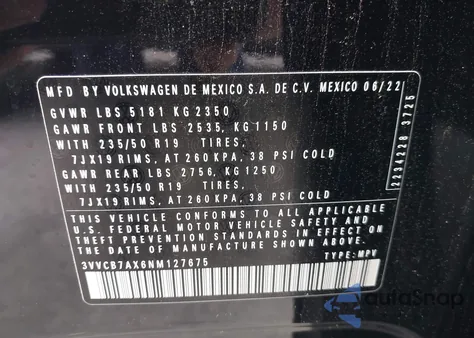 MFD BY VOLKSWAGEN DE MEXICO S.A. DE C.V. MEXICO 06/22
GVWR LBS 5181 KG 2350
GAWR FRONT LBS 2535, KG 1150
WITH 235/50 R19 TIRES,
7JX19 RIMS, AT 260 KPA, 38 PSI COLD
GAWR REAR LBS 2756, KG 1250
WITH 235/50 R19 TIRES,
7JX19 RIMS, AT 260 KPA, 38 PSI COLD
THIS VEHICLE CONFORMS TO ALL APPLICABLE
U.S. FEDERAL MOTOR VEHICLE SAFETY AND
THEFT PREVENTION STANDARDS IN EFFECT ON THE
DATE OF MANUFACTURE SHOWN ABOVE.
3VVCB7AX6NM127675 TYPE: MPV
2234228 3725
autoSnap